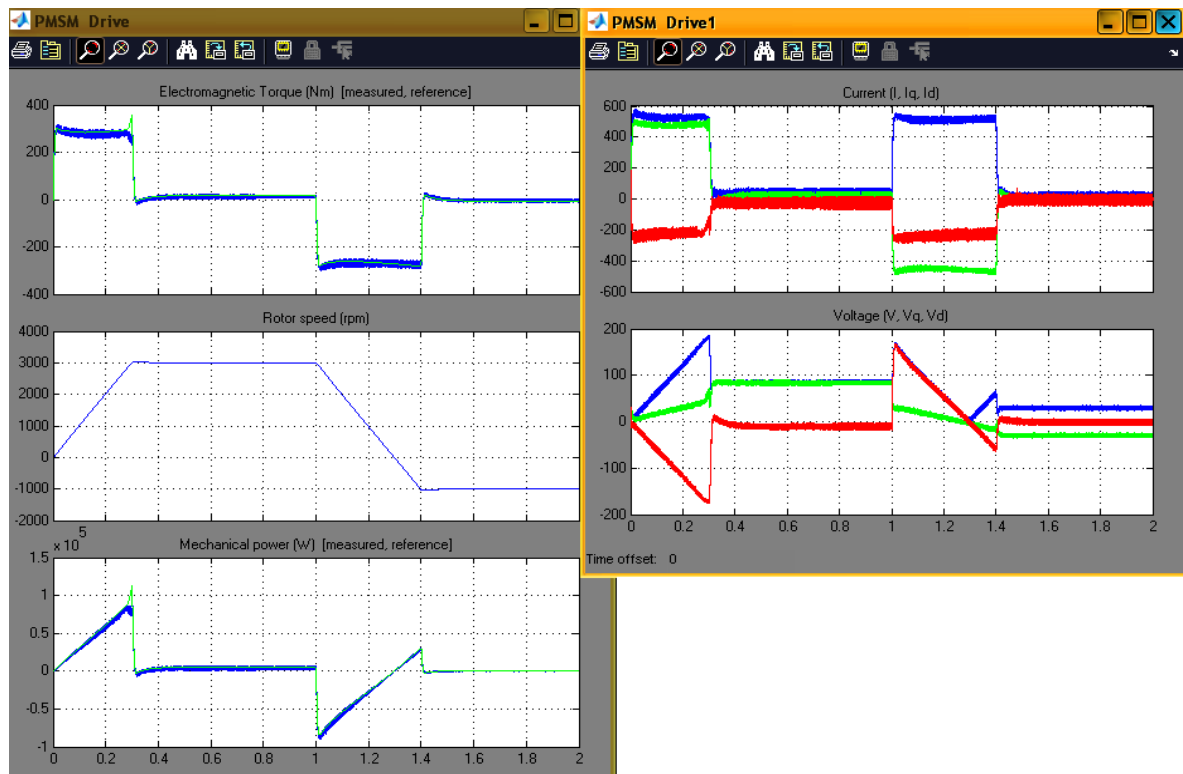 PMSM Drive
Electromagnetic Torque (Nm) [measured, reference]
400
200
0
-200
-400
Rotor speed (rpm)
4000
3000
2000
1000
0
-1000
-2000
x 10^5
Mechanical power (W) [measured, reference]
1.5
1
0.5
0
-0.5
-1
0 0.2 0.4 0.6 0.8 1 1.2 1.4 1.6 1.8 2
PMSM Drive1
Current (I, Iq, Id)
600
400
200
0
-200
-400
-600
Voltage (V, Vq, Vd)
200
100
0
-100
-200
0 0.2 0.4 0.6 0.8 1 1.2 1.4 1.6 1.8 2
Time offset: 0